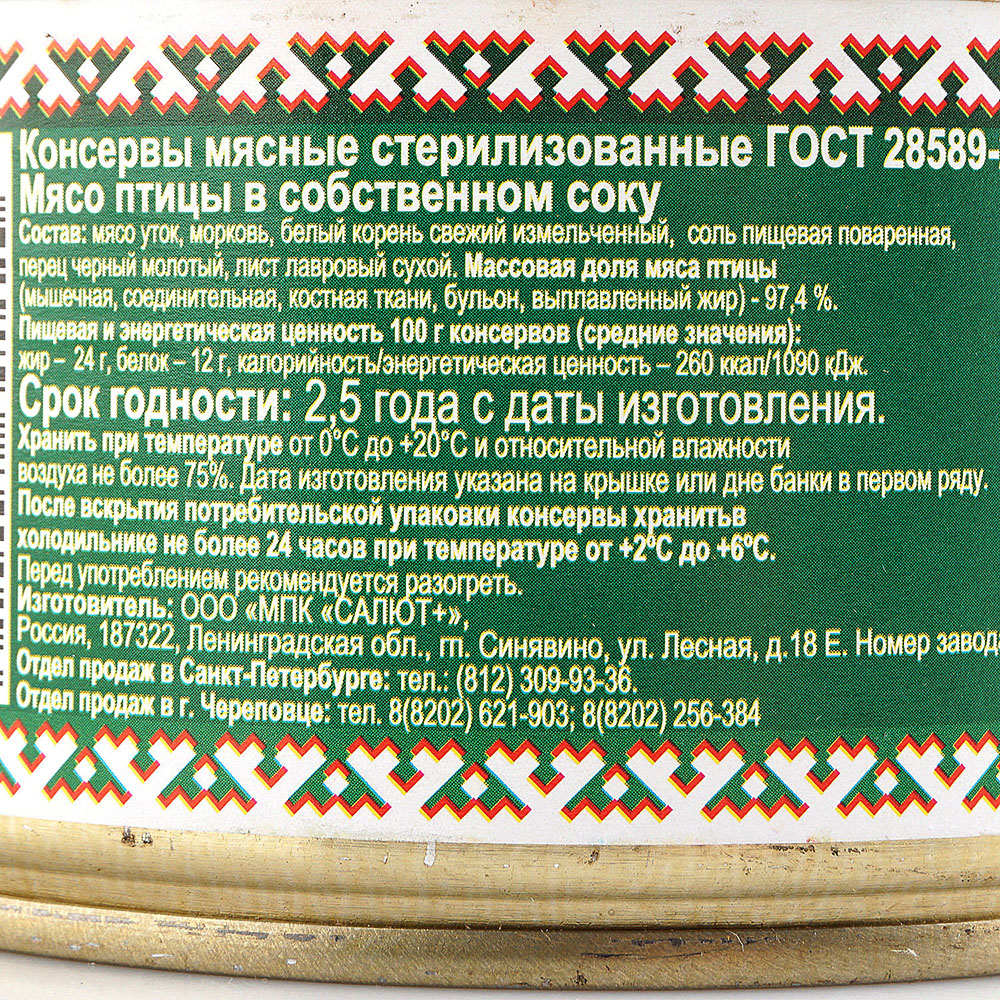 Консервы мясные стерилизованные ГОСТ 28589-
Мясо птицы в собственном соку
Состав: мясо уток, морковь, белый корень свежий измельченный, соль пищевая поваренная,
перец черный молотый, лист лавровый сухой. Массовая доля мяса птицы
(мышечная, соединительная, костная ткани, бульон, выплавленный жир) - 97,4 %.
Пищевая и энергетическая ценность 100 г консервов (средние значения):
жир – 24 г, белок – 12 г, калорийность/энергетическая ценность – 260 ккал/1090 кДж.
Срок годности: 2,5 года с даты изготовления.
Хранить при температуре от 0°С до +20°С и относительной влажности
воздуха не более 75%. Дата изготовления указана на крышке или дне банки в первом ряду.
После вскрытия потребительской упаковки консервы хранитьв
холодильнике не более 24 часов при температуре от +2°С до +6°С.
Перед употреблением рекомендуется разогреть.
Изготовитель: ООО «МПК «САЛЮТ+»,
Россия, 187322, Ленинградская обл., гп. Синявино, ул. Лесная, д.18 Е. Номер завод
Отдел продаж в Санкт-Петербурге: тел.: (812) 309-93-36.
Отдел продаж в г. Череповце: тел. 8(8202) 621-903; 8(8202) 256-384